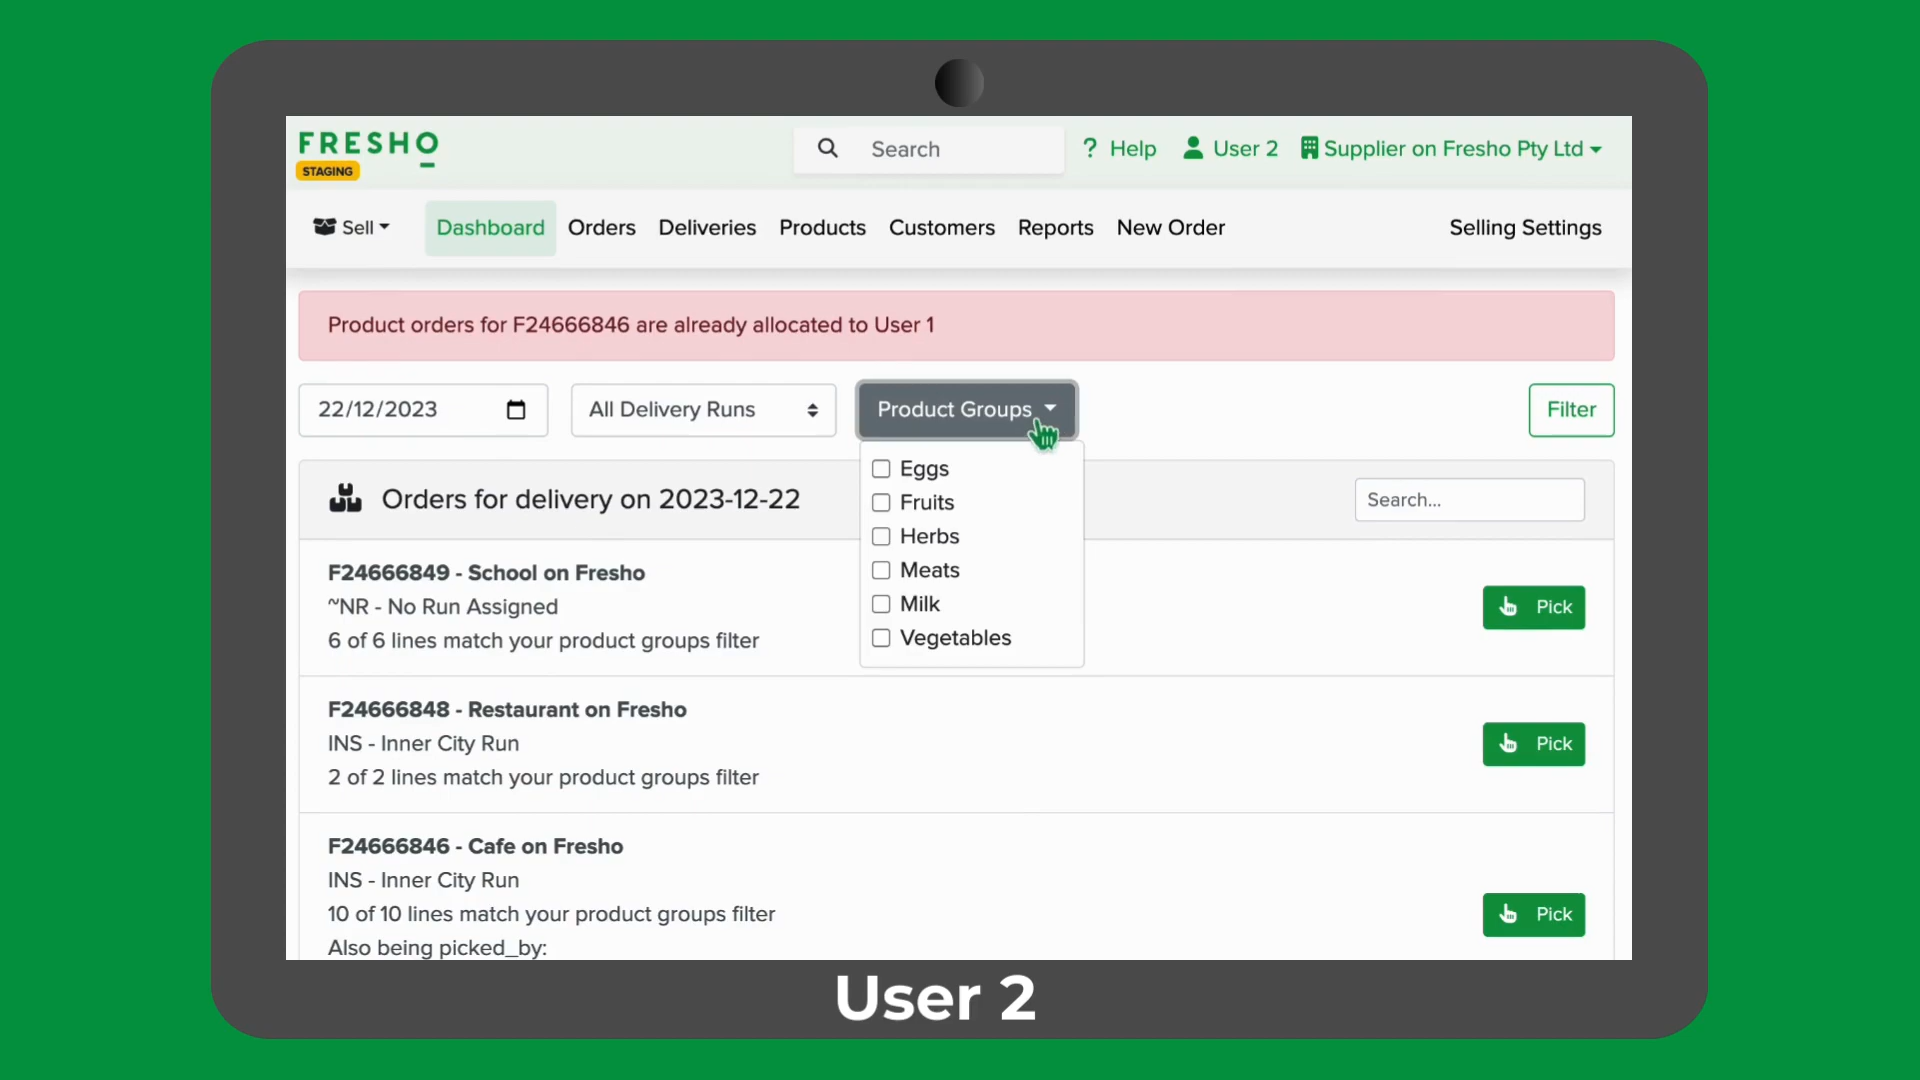 FRESHO
STAGING
Search
? Help
User 2
Supplier on Fresho Pty Ltd
Sell
Dashboard
Orders
Deliveries
Products
Customers
Reports
New Order
Selling Settings
Product orders for F24666846 are already allocated to User 1
22/12/2023
All Delivery Runs
Product Groups
Filter
Eggs
Fruits
Herbs
Meats
Milk
Vegetables
Orders for delivery on 2023-12-22
Search...
F24666849 - School on Fresho
~NR - No Run Assigned
6 of 6 lines match your product groups filter
Pick
F24666848 - Restaurant on Fresho
INS - Inner City Run
2 of 2 lines match your product groups filter
Pick
F24666846 - Cafe on Fresho
INS - Inner City Run
10 of 10 lines match your product groups filter
Also being picked_by:
Pick
User 2